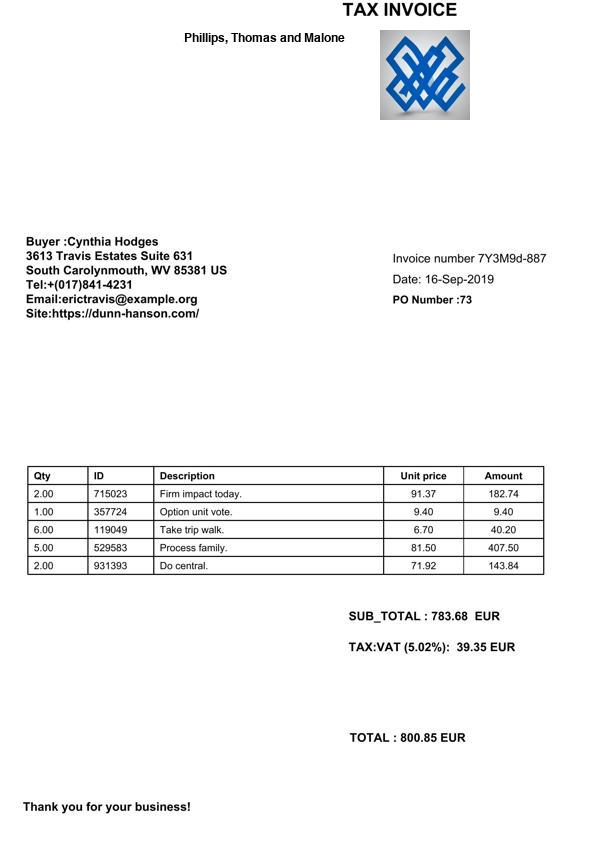 TAX INVOICE
Phillips, Thomas and Malone
Buyer :Cynthia Hodges
3613 Travis Estates Suite 631
South Carolynmouth, WV 85381 US
Tel:+(017)841-4231
Email:erictravis@example.org
Site:https://dunn-hanson.com/
Invoice number 7Y3M9d-887
Date: 16-Sep-2019
PO Number :73
Qty ID Description Unit price Amount
2.00 715023 Firm impact today. 91.37 182.74
1.00 357724 Option unit vote. 9.40 9.40
6.00 119049 Take trip walk. 6.70 40.20
5.00 529583 Process family. 81.50 407.50
2.00 931393 Do central. 71.92 143.84
SUB_TOTAL : 783.68 EUR
TAX:VAT (5.02%): 39.35 EUR
TOTAL : 800.85 EUR
Thank you for your business!